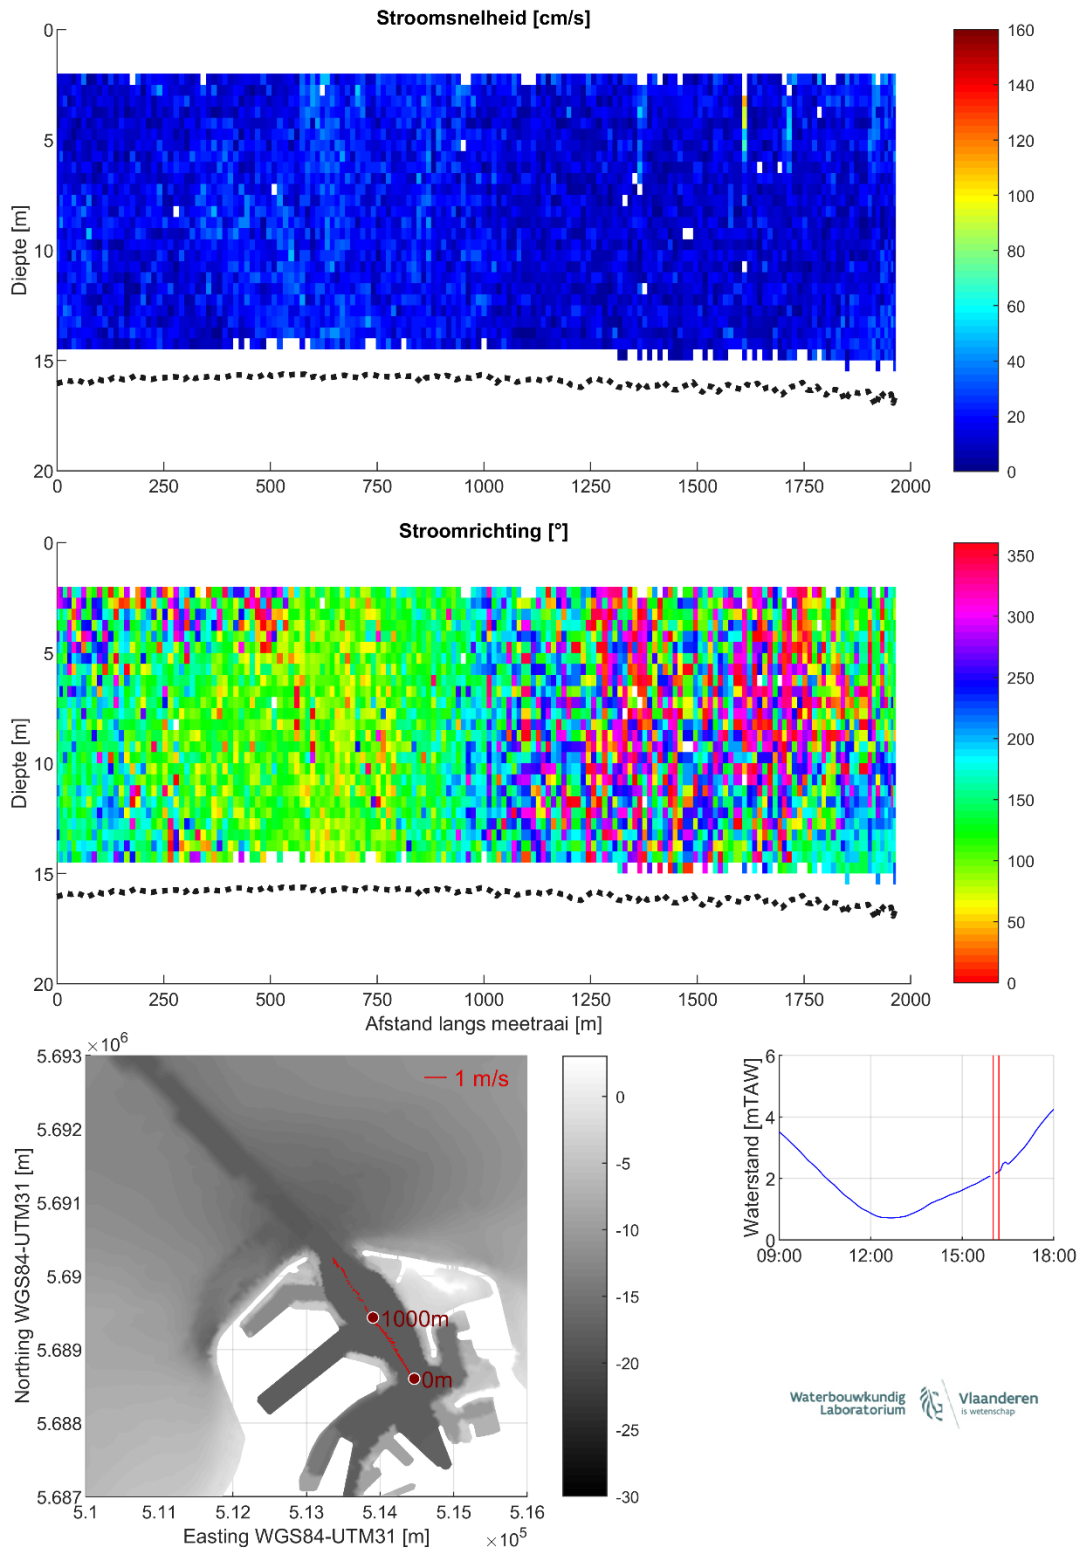 Stroomsnelheid [cm/s]
0
5
10
15
20
Diepte [m]
0 250 500 750 1000 1250 1500 1750 2000
160
140
120
100
80
60
40
20
0
Stroomrichting [°]
0
5
10
15
20
Diepte [m]
0 250 500 750 1000 1250 1500 1750 2000
Afstand langs meetraai [m]
350
300
250
200
150
100
50
0
×10⁶
5.693
5.692
5.691
5.69
5.689
5.688
5.687
Northing WGS84-UTM31 [m]
1 m/s
1000m
0m
5.1 5.11 5.12 5.13 5.14 5.15 5.16
Easting WGS84-UTM31 [m]
×10⁵
0
-5
-10
-15
-20
-25
-30
6
4
2
0
Waterstand [mTAW]
09:00 12:00 15:00 18:00
Waterbouwkundig
Laboratorium
Vlaanderen
is wetenschap